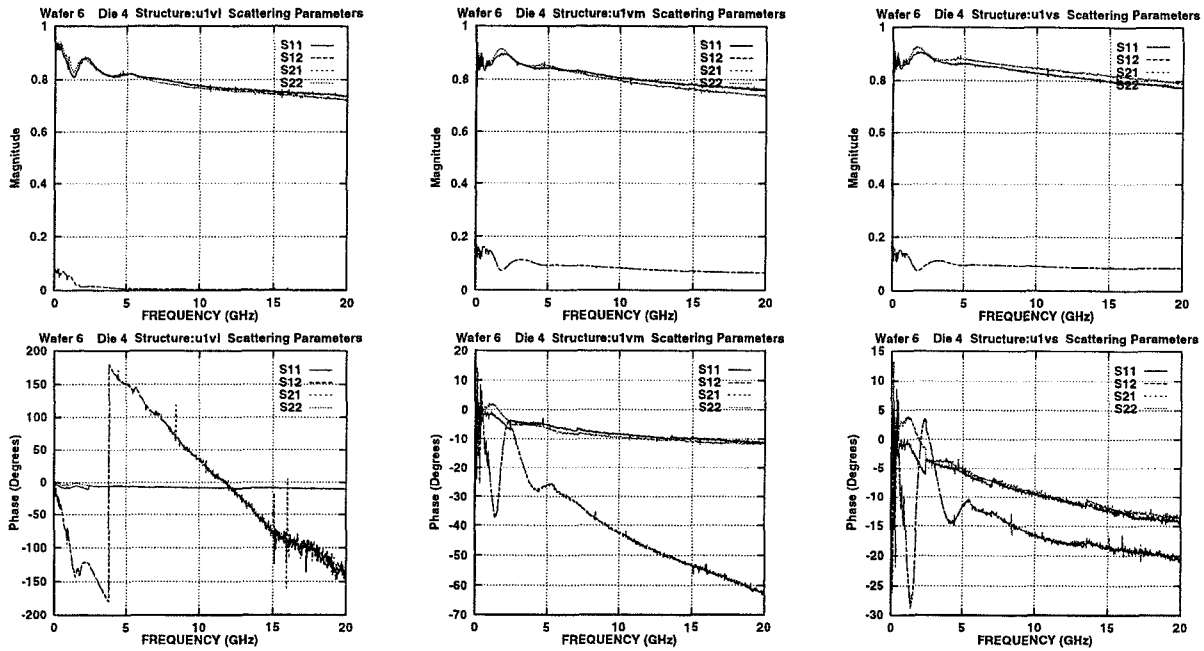 Wafer 6 Die 4 Structure:u1vl Scattering Parameters
1
0.8
0.6
0.4
0.2
0
Magnitude
S11
S12
S21
S22
0 5 10 15 20
FREQUENCY (GHz)
Wafer 6 Die 4 Structure:u1vm Scattering Parameters
1
0.8
0.6
0.4
0.2
0
Magnitude
S11
S12
S21
S22
0 5 10 15 20
FREQUENCY (GHz)
Wafer 6 Die 4 Structure:u1vs Scattering Parameters
1
0.8
0.6
0.4
0.2
0
Magnitude
S11
S12
S21
S22
0 5 10 15 20
FREQUENCY (GHz)
Wafer 6 Die 4 Structure:u1vl Scattering Parameters
200
150
100
50
0
-50
-100
-150
-200
Phase (Degrees)
S11
S12
S21
S22
0 5 10 15 20
FREQUENCY (GHz)
Wafer 6 Die 4 Structure:u1vm Scattering Parameters
20
10
0
-10
-20
-30
-40
-50
-60
-70
Phase (Degrees)
S11
S12
S21
S22
0 5 10 15 20
FREQUENCY (GHz)
Wafer 6 Die 4 Structure:u1vs Scattering Parameters
15
10
5
0
-5
-10
-15
-20
-25
-30
Phase (Degrees)
S11
S12
S21
S22
0 5 10 15 20
FREQUENCY (GHz)